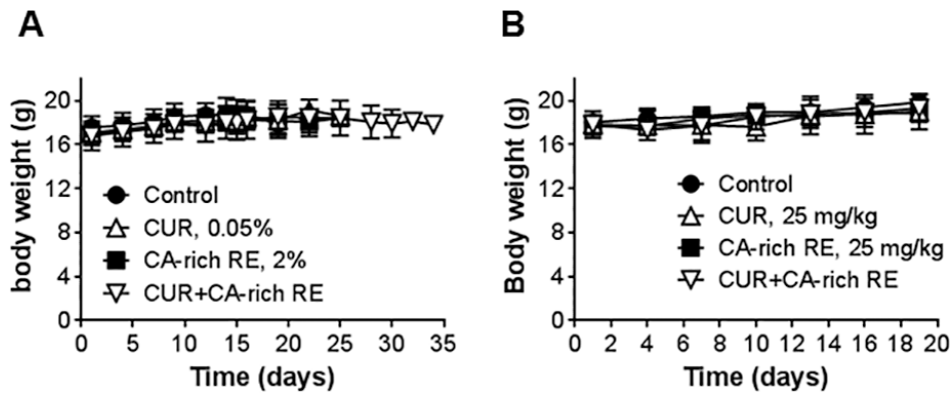 A
body weight (g)
20
16
12
8
4
0
Control
CUR, 0.05%
CA-rich RE, 2%
CUR+CA-rich RE
0 5 10 15 20 25 30 35
Time (days)
B
Body weight (g)
20
16
12
8
4
0
Control
CUR, 25 mg/kg
CA-rich RE, 25 mg/kg
CUR+CA-rich RE
0 2 4 6 8 10 12 14 16 18 20
Time (days)